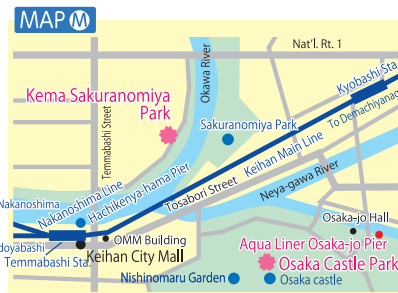 MAP M
Nat'l. Rt. 1
Okawa River
Kyobashi Sta.
To Demachiyanagi
Kema Sakuranomiya
Park
Temmabashi Street
Sakuranomiya Park
Keihan Main Line
Nakanoshima Line
Hachikenya-hama Pier
Tosabori Street
Neya-gawa River
Nakanoshima
Osaka-jo Hall
doyabashi
OMM Building
Temmabashi Sta.
Keihan City Mall
Aqua Liner Osaka-jo Pier
Osaka Castle Park
Nishinomaru Garden
Osaka castle